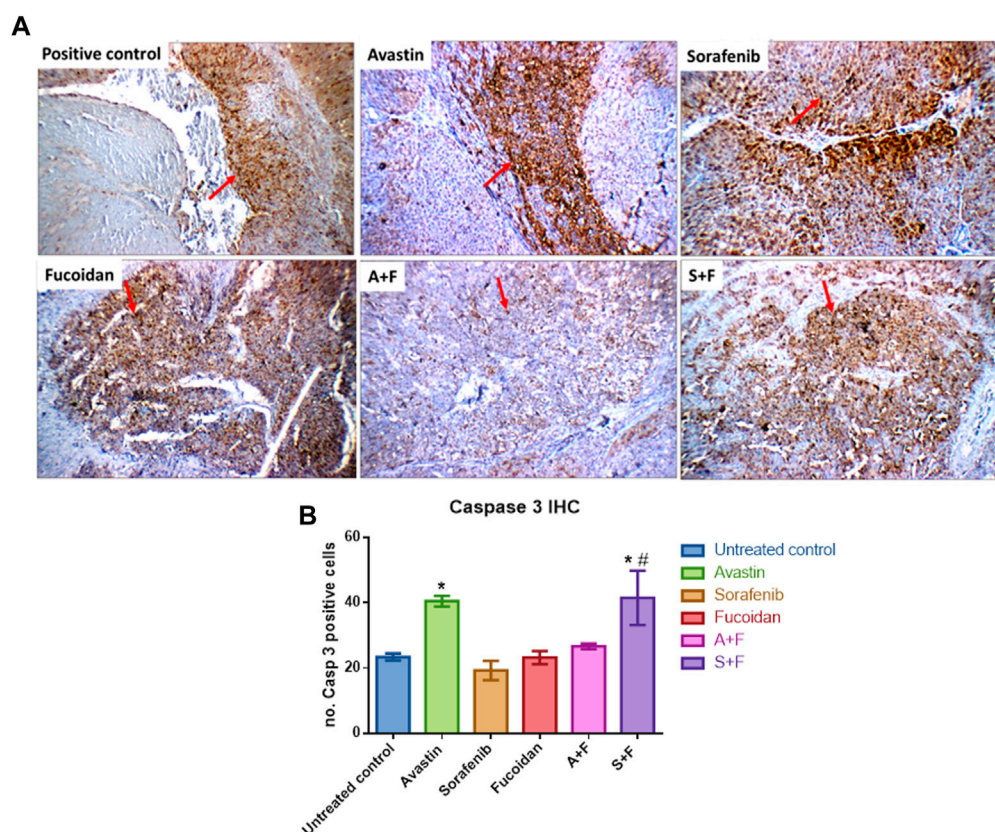 A
Positive control
Avastin
Sorafenib
Fucoidan
A+F
S+F
B
Caspase 3 IHC
no. Casp 3 positive cells
60
40
20
0
*
* #
Untreated control
Avastin
Sorafenib
Fucoidan
A+F
S+F
Untreated control
Avastin
Sorafenib
Fucoidan
A+F
S+F